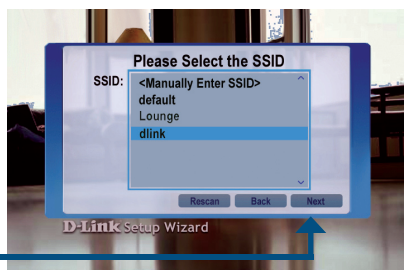 Please Select the SSID
SSID:
<Manually Enter SSID>
default
Lounge
dlink
Rescan Back Next
D-Link Setup Wizard